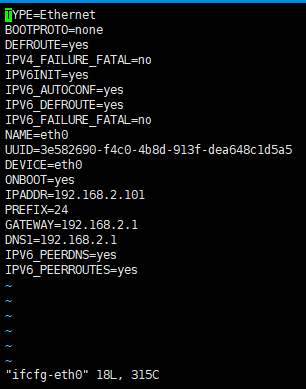 TYPE=Ethernet
BOOTPROTO=none
DEFROUTE=yes
IPV4_FAILURE_FATAL=no
IPV6INIT=yes
IPV6_AUTOCONF=yes
IPV6_DEFROUTE=yes
IPV6_FAILURE_FATAL=no
NAME=eth0
UUID=3e582690-f4c0-4b8d-913f-dea648c1d5a5
DEVICE=eth0
ONBOOT=yes
IPADDR=192.168.2.101
PREFIX=24
GATEWAY=192.168.2.1
DNS1=192.168.2.1
IPV6_PEERDNS=yes
IPV6_PEERROUTES=yes
~
~
~
~
~
~
"ifcfg-eth0" 18L, 315C